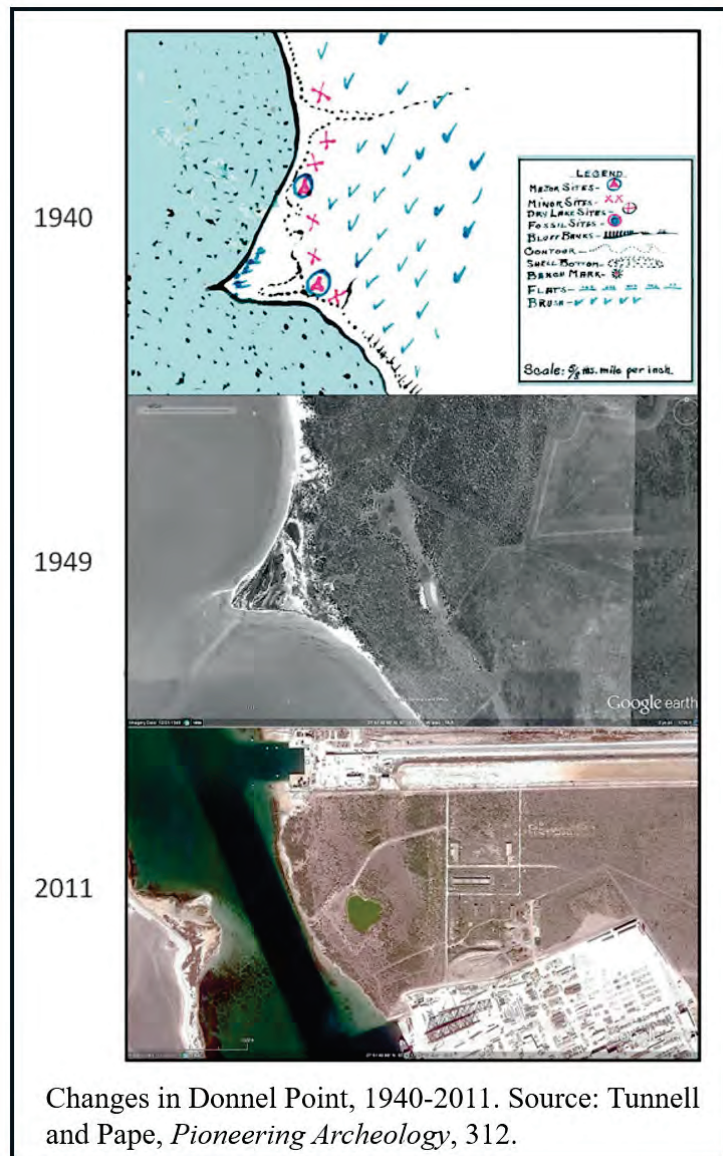 1940
LEGEND
MAJOR SITES-
MINOR SITES- XX
DRY LAKE SITES-
FOSSIL SITES-
BLUFF BANKS-
CONTOUR-
SHELL BOTTOM-
BENCH MARK-
FLATS-
BRUSH-
Scale: 5/8 ms. mile per inch.
1949
Google earth
2011
Changes in Donnel Point, 1940-2011. Source: Tunnell
and Pape, Pioneering Archeology, 312.